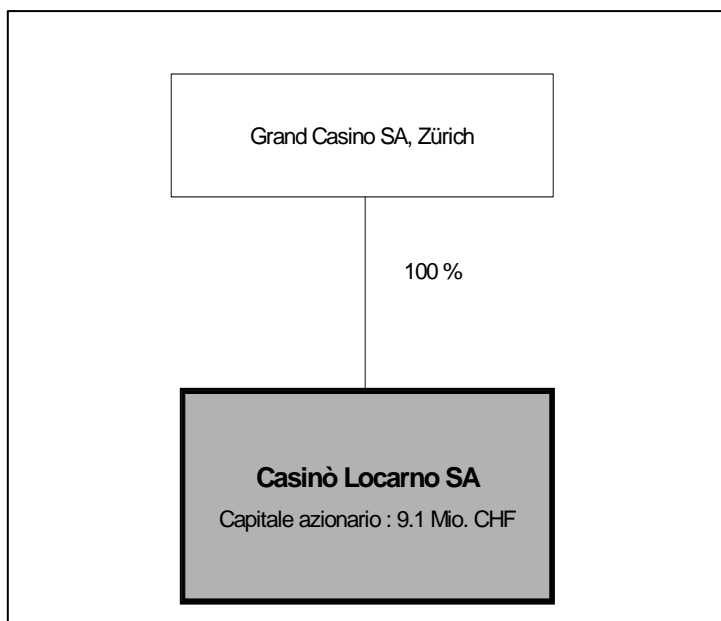 Grand Casino SA, Zürich
100 %
Casinò Locarno SA
Capitale azionario : 9.1 Mio. CHF